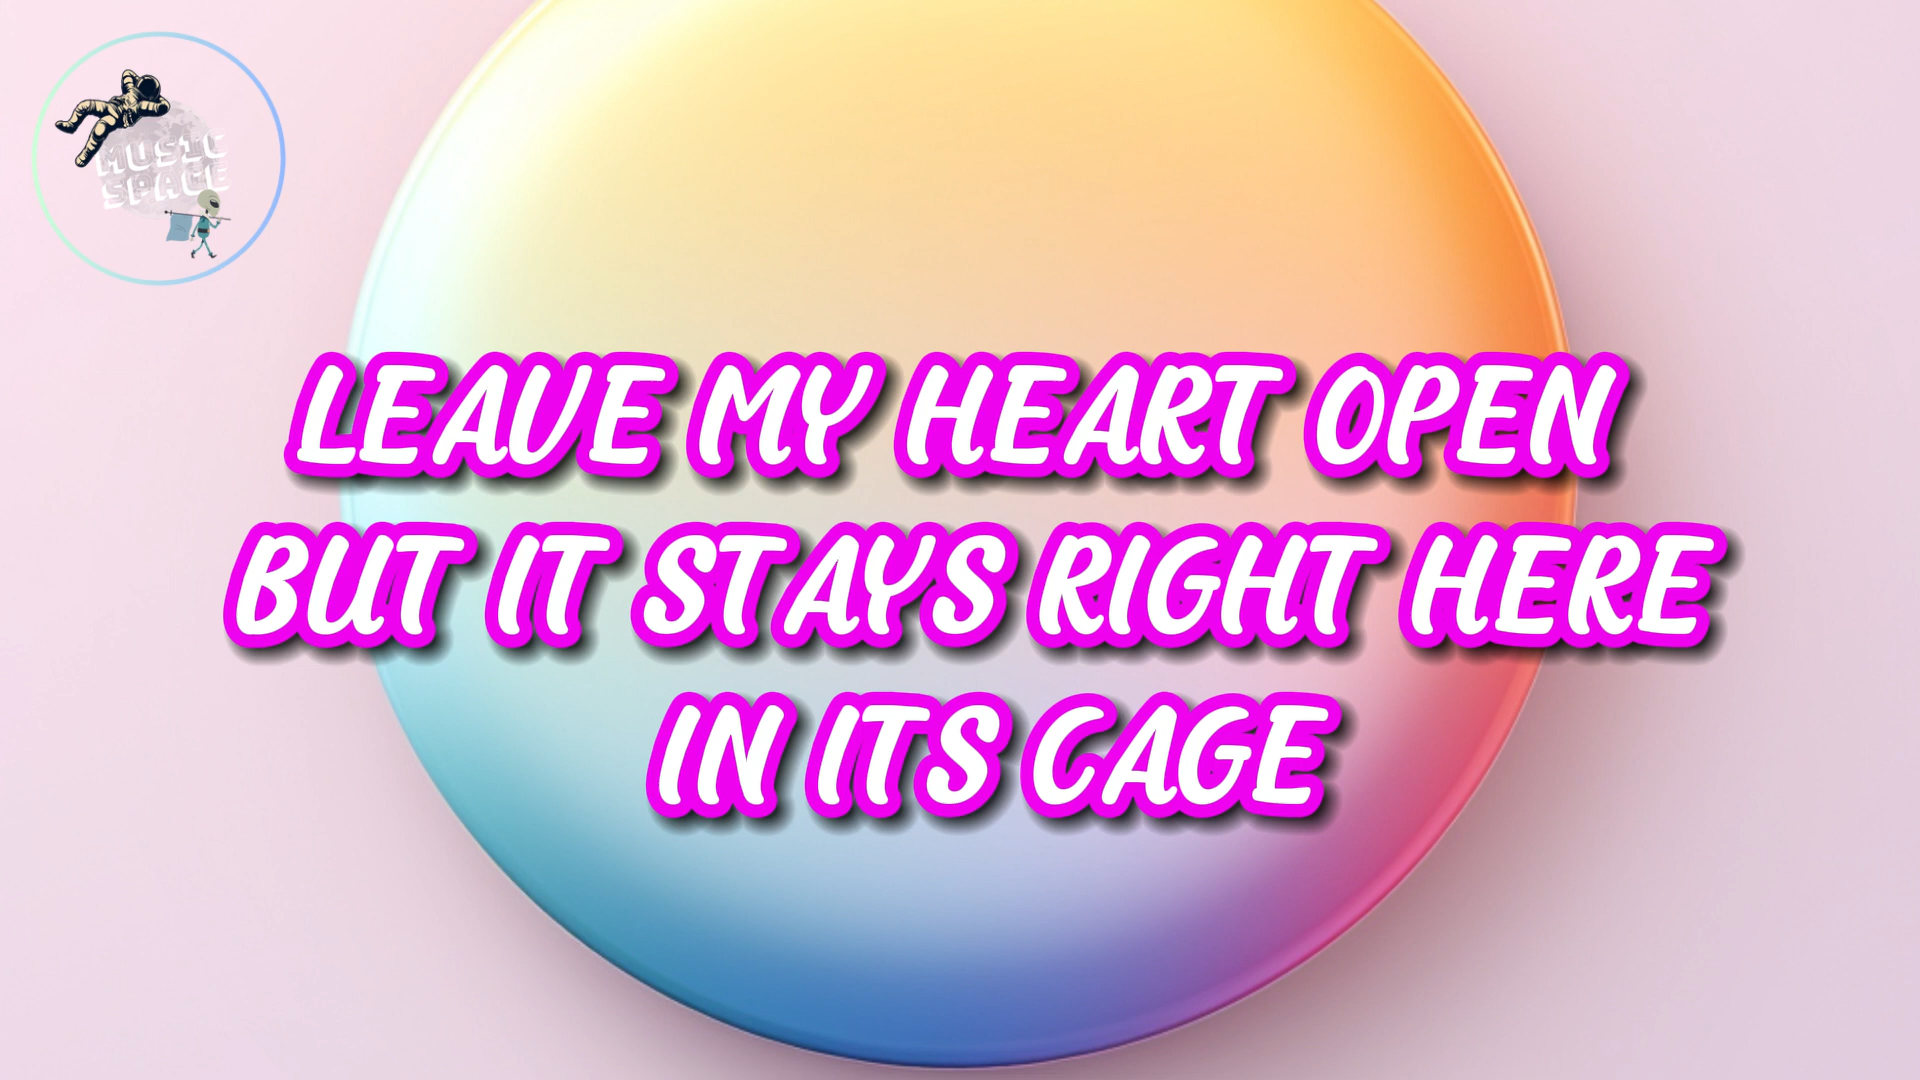 MUSIC
SPACE
LEAVE MY HEART OPEN
BUT IT STAYS RIGHT HERE
IN ITS CAGE